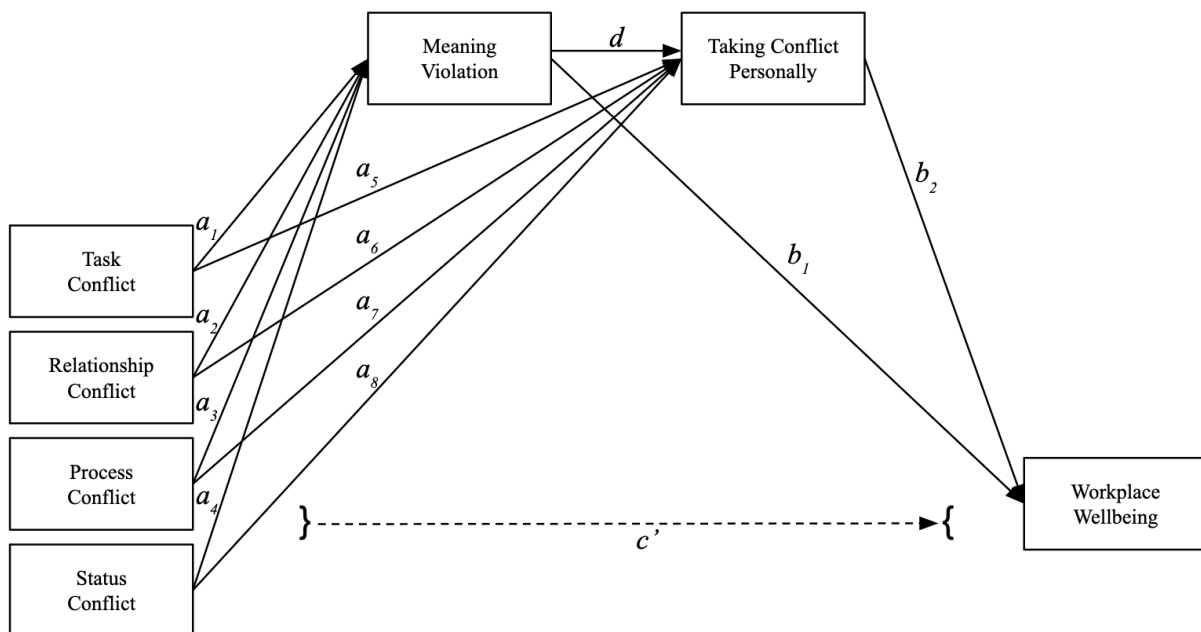 Meaning
Violation
d
Taking Conflict
Personally
a₁
a₅
b₂
Task
Conflict
a₆
b₁
a₂
a₇
Relationship
Conflict
a₈
a₃
Process
Conflict
a₄
Workplace
Wellbeing
} {
c’
Status
Conflict